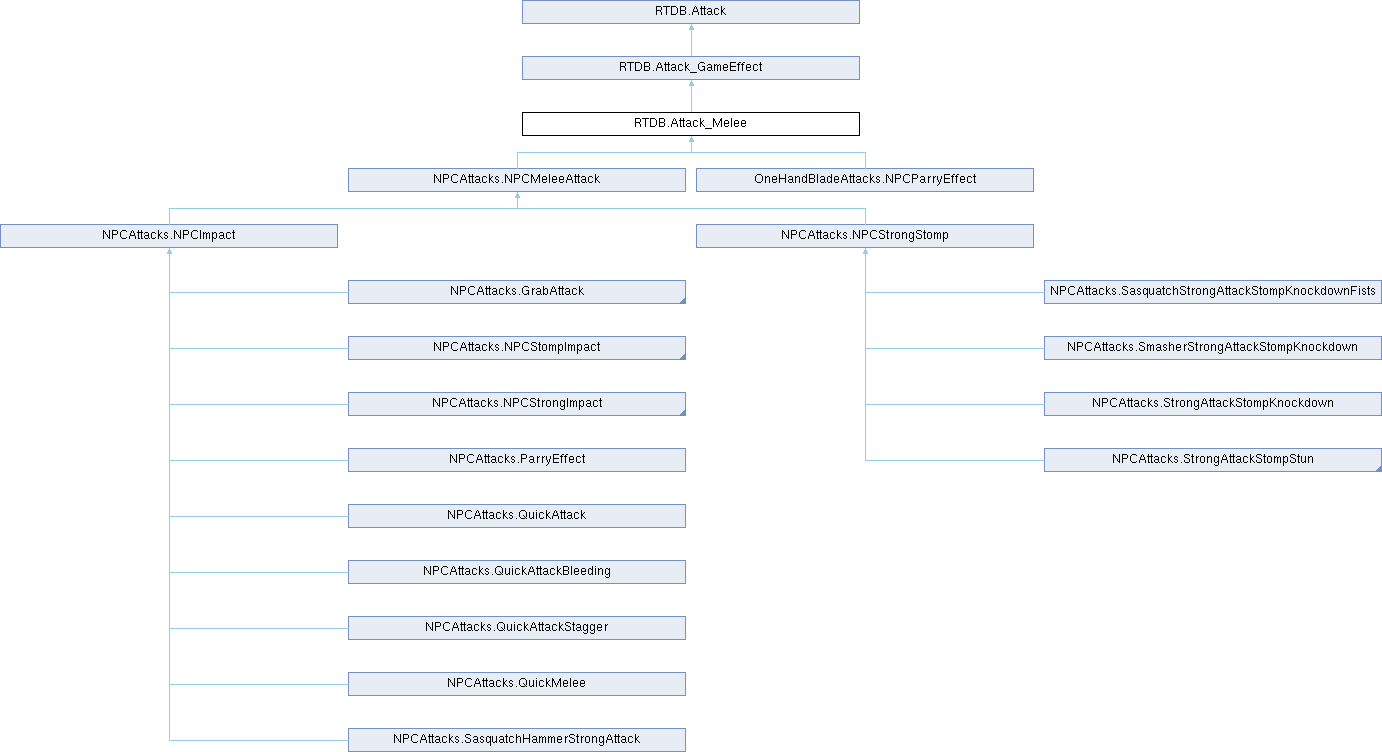 RTDB.Attack
RTDB.Attack_GameEffect
RTDB.Attack_Melee
NPCAttacks.NPCMeleeAttack
OneHandBladeAttacks.NPCParryEffect
NPCAttacks.NPCImpact
NPCAttacks.NPCStrongStomp
NPCAttacks.GrabAttack
NPCAttacks.SasquatchStrongAttackStompKnockdownFists
NPCAttacks.NPCStompImpact
NPCAttacks.SmasherStrongAttackStompKnockdown
NPCAttacks.NPCStrongImpact
NPCAttacks.StrongAttackStompKnockdown
NPCAttacks.ParryEffect
NPCAttacks.StrongAttackStompStun
NPCAttacks.QuickAttack
NPCAttacks.QuickAttackBleeding
NPCAttacks.QuickAttackStagger
NPCAttacks.QuickMelee
NPCAttacks.SasquatchHammerStrongAttack